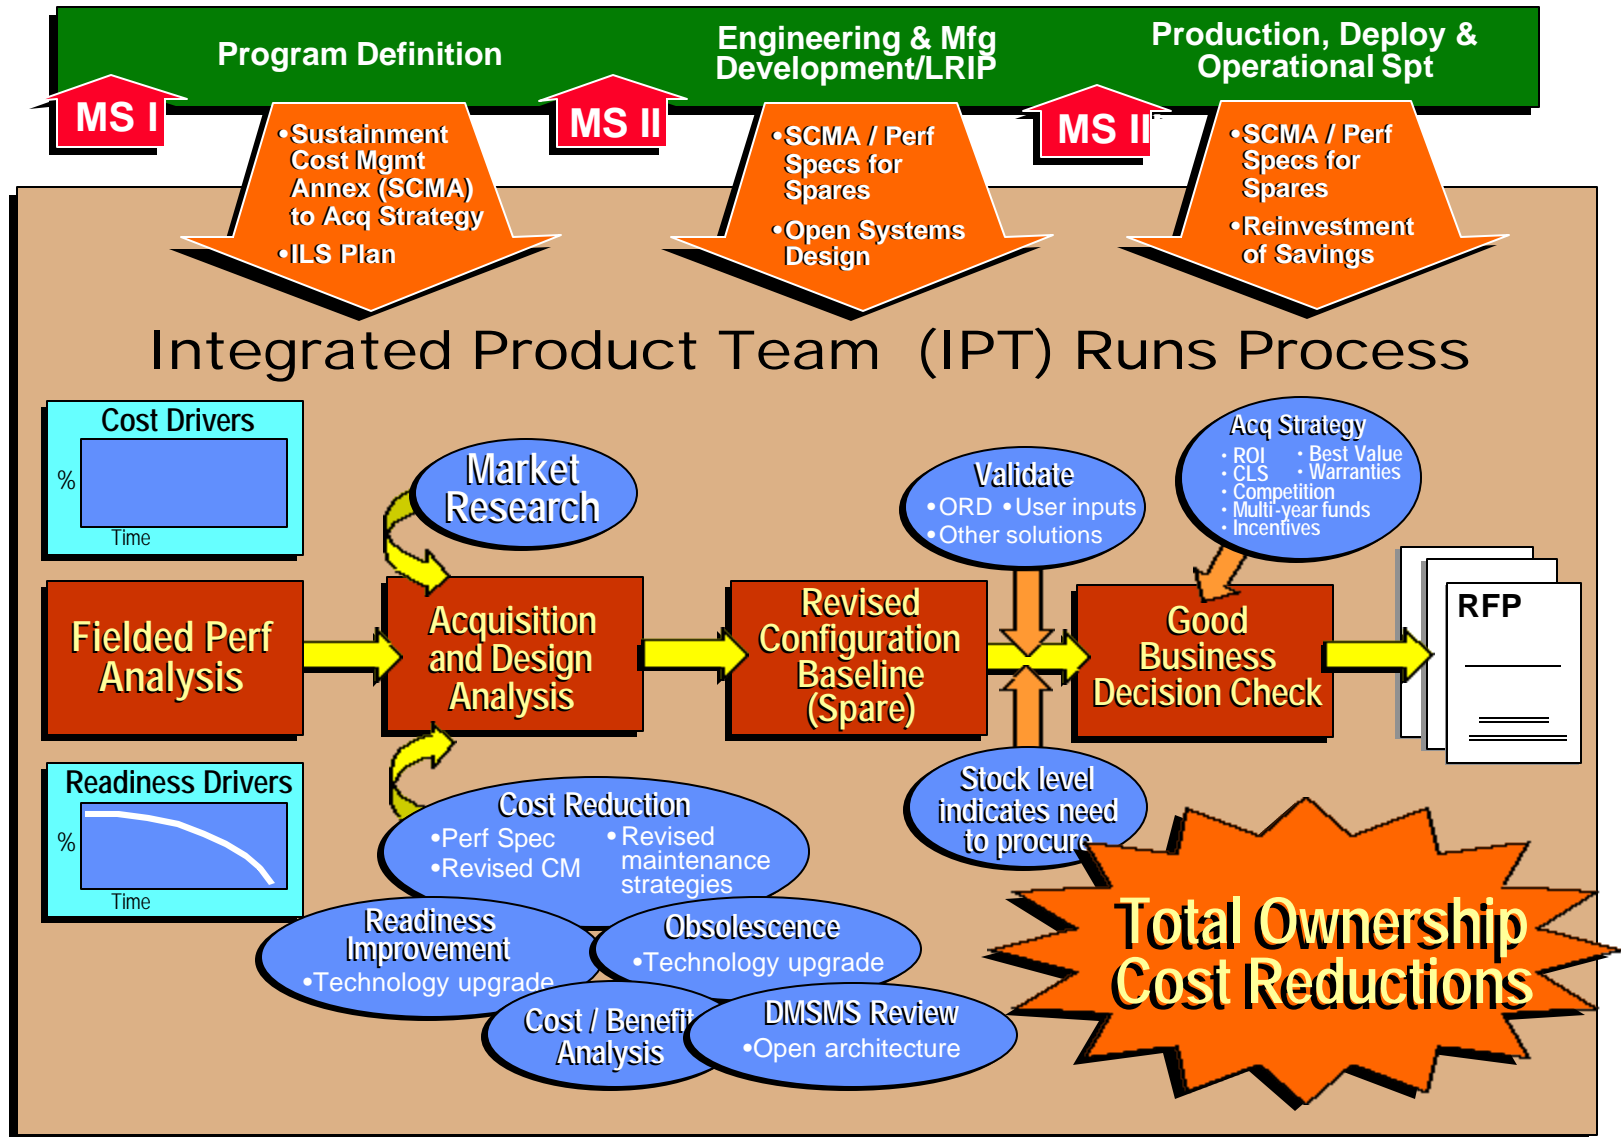 Program Definition
Engineering & Mfg
Development/LRIP
Production, Deploy &
Operational Spt
MS I
MS II
MS II
•Sustainment
Cost Mgmt
Annex (SCMA)
to Acq Strategy
•ILS Plan
•SCMA / Perf
Specs for
Spares
•Open Systems
Design
•SCMA / Perf
Specs for
Spares
•Reinvestment
of Savings
Integrated Product Team (IPT) Runs Process
Cost Drivers
%
Time
Market
Research
Validate
•ORD •User inputs
•Other solutions
Acq Strategy
• ROI • Best Value
• CLS • Warranties
• Competition
• Multi-year funds
• Incentives
Fielded Perf
Analysis
Acquisition
and Design
Analysis
Revised
Configuration
Baseline
(Spare)
Good
Business
Decision Check
RFP
Readiness Drivers
%
Time
Cost Reduction
•Perf Spec
•Revised CM
•Revised
maintenance
strategies
Stock level
indicates need
to procure
Readiness
Improvement
•Technology upgrade
Obsolescence
•Technology upgrade
Cost / Benefit
Analysis
DMSMS Review
•Open architecture
Total Ownership
Cost Reductions